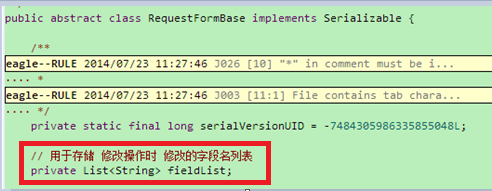 public abstract class RequestFormBase implements Serializable {
/**
eagle--RULE 2014/07/23 11:27:46 J026 [10] "*" in comment must be i...
.... *
eagle--RULE 2014/07/23 11:27:46 J003 [11:1] File contains tab chara...
.... */
private static final long serialVersionUID = -7484305986335855048L;
// 用于存储 修改操作时 修改的字段名列表
private List<String> fieldList;